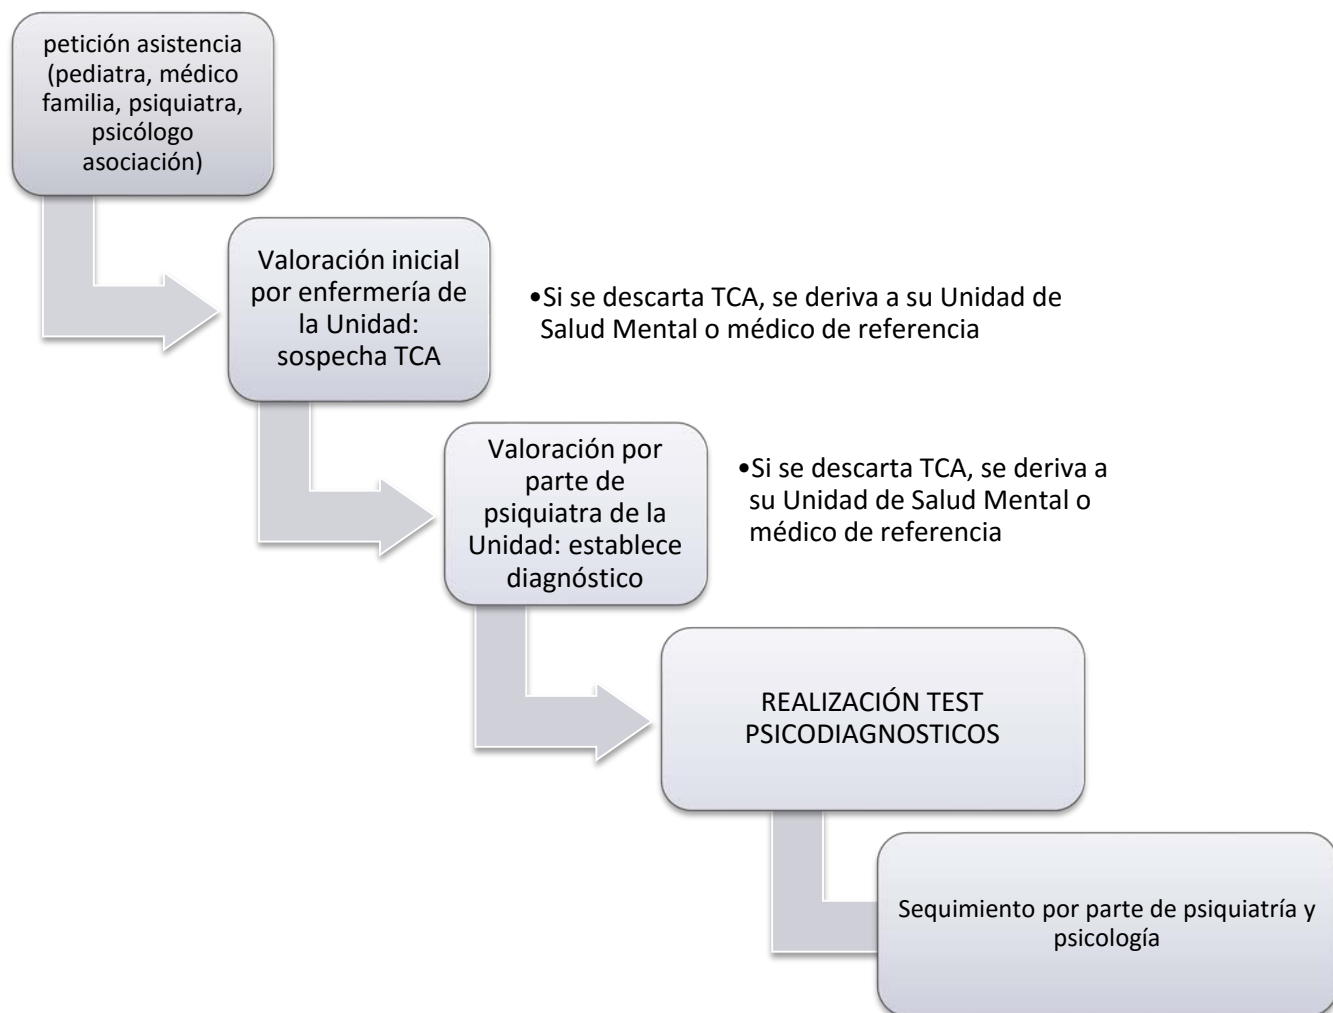 petición asistencia
(pediatra, médico
familia, psiquiatra,
psicólogo
asociación)
Valoración inicial
por enfermería de
la Unidad:
sospecha TCA
•Si se descarta TCA, se deriva a su Unidad de
Salud Mental o médico de referencia
Valoración por
parte de
psiquiatra de la
Unidad: establece
diagnóstico
•Si se descarta TCA, se deriva a
su Unidad de Salud Mental o
médico de referencia
REALIZACIÓN TEST
PSICODIAGNOSTICOS
Sequimiento por parte de psiquiatría y
psicología